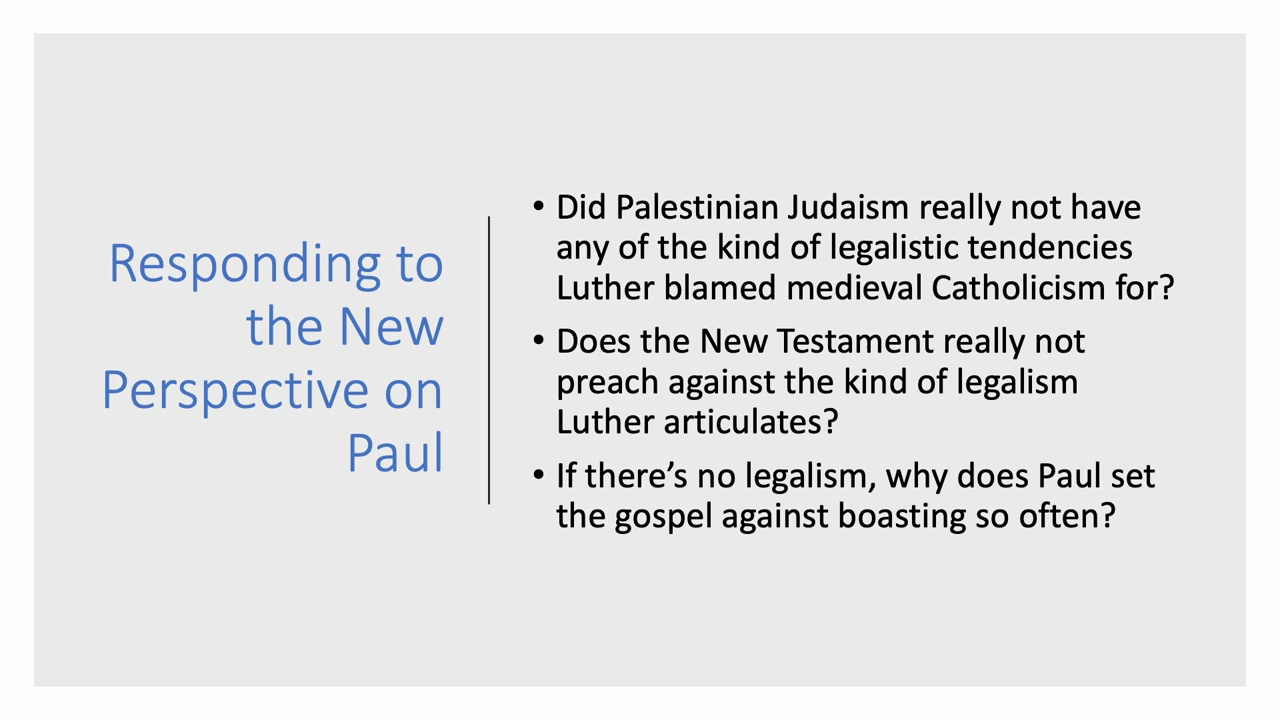 Responding to
the New
Perspective on
Paul
• Did Palestinian Judaism really not have
any of the kind of legalistic tendencies
Luther blamed medieval Catholicism for?
• Does the New Testament really not
preach against the kind of legalism
Luther articulates?
• If there’s no legalism, why does Paul set
the gospel against boasting so often?